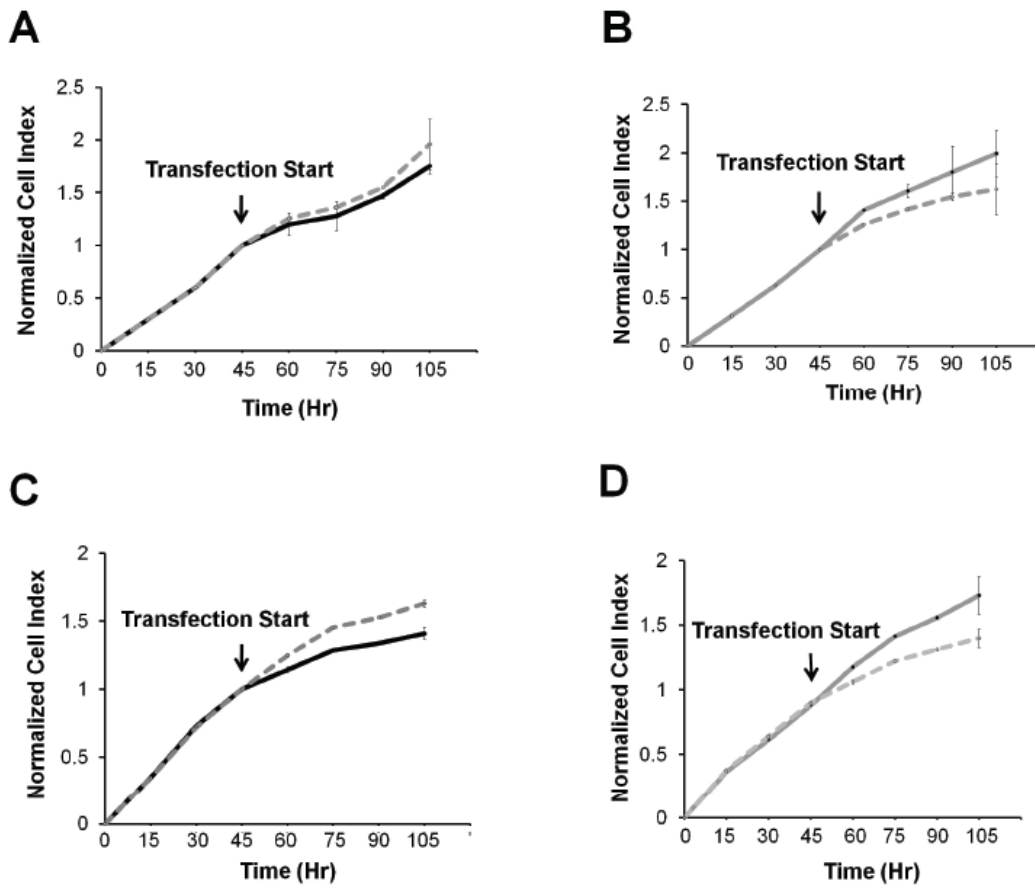 A
Normalized Cell Index
2.5
2
1.5
1
0.5
0
Transfection Start
0 15 30 45 60 75 90 105
Time (Hr)
B
Normalized Cell Index
2.5
2
1.5
1
0.5
0
Transfection Start
0 15 30 45 60 75 90 105
Time (Hr)
C
Normalized Cell Index
2
1.5
1
0.5
0
Transfection Start
0 15 30 45 60 75 90 105
Time (Hr)
D
Normalized Cell Index
2
1.5
1
0.5
0
Transfection Start
0 15 30 45 60 75 90 105
Time (Hr)